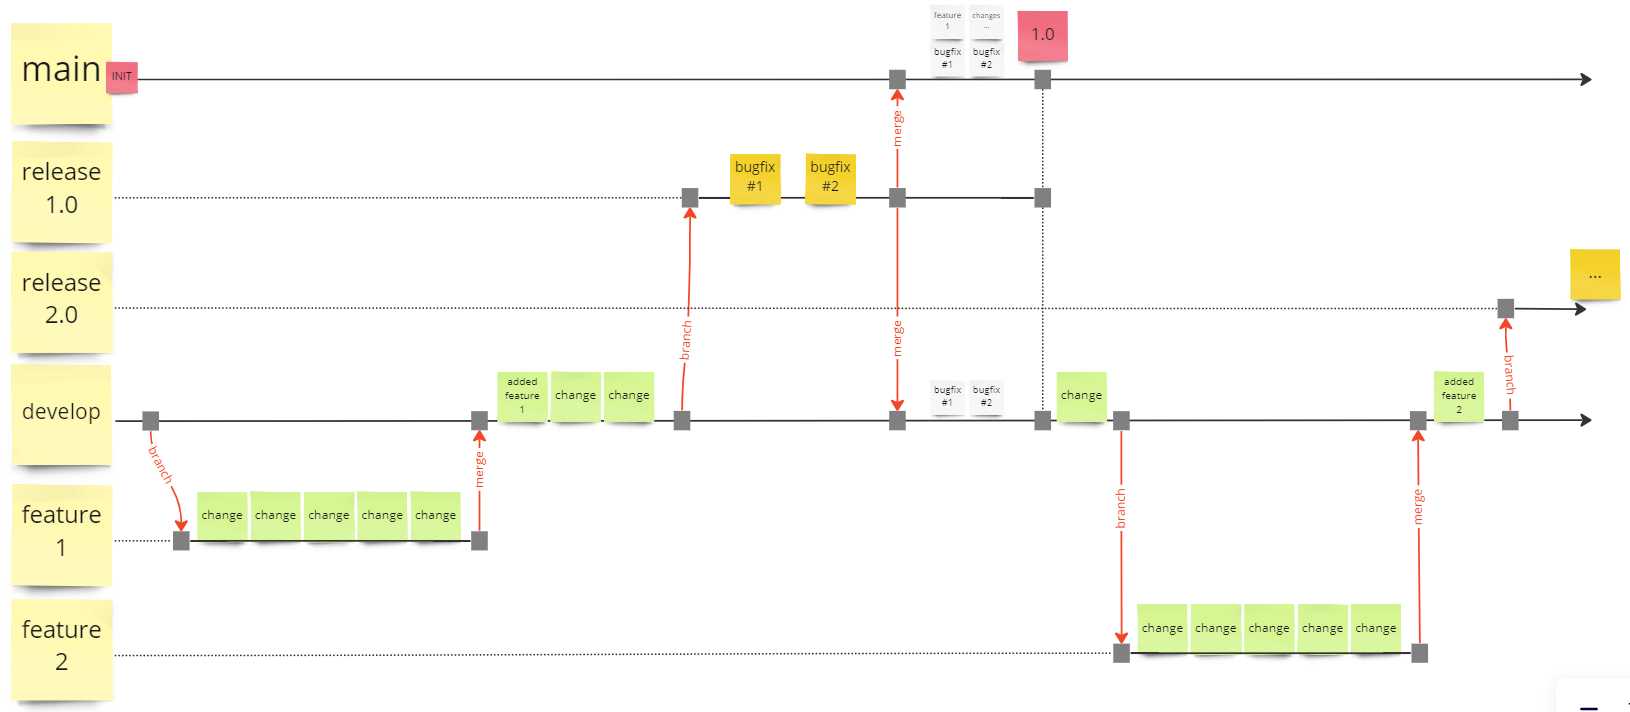 feature
1
changes
...
1.0
main
INIT
bugfix
#1
bugfix
#2
merge
release
1.0
bugfix
#1
bugfix
#2
release
2.0
...
branch
merge
branch
develop
added
feature
1
change
change
bugfix
#1
bugfix
#2
change
added
feature
2
branch
merge
branch
merge
feature
1
change
change
change
change
change
feature
2
change
change
change
change
change